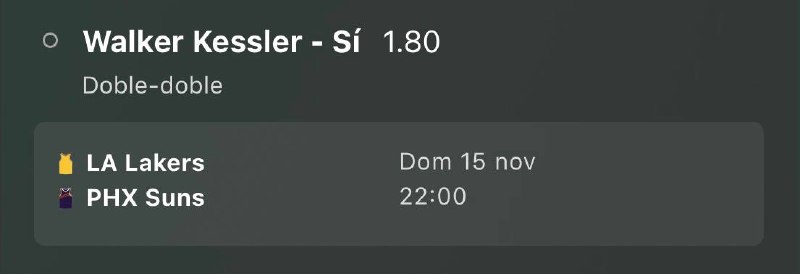 Walker Kessler - Sí 1.80
Doble-doble
LA Lakers Dom 15 nov
PHX Suns 22:00